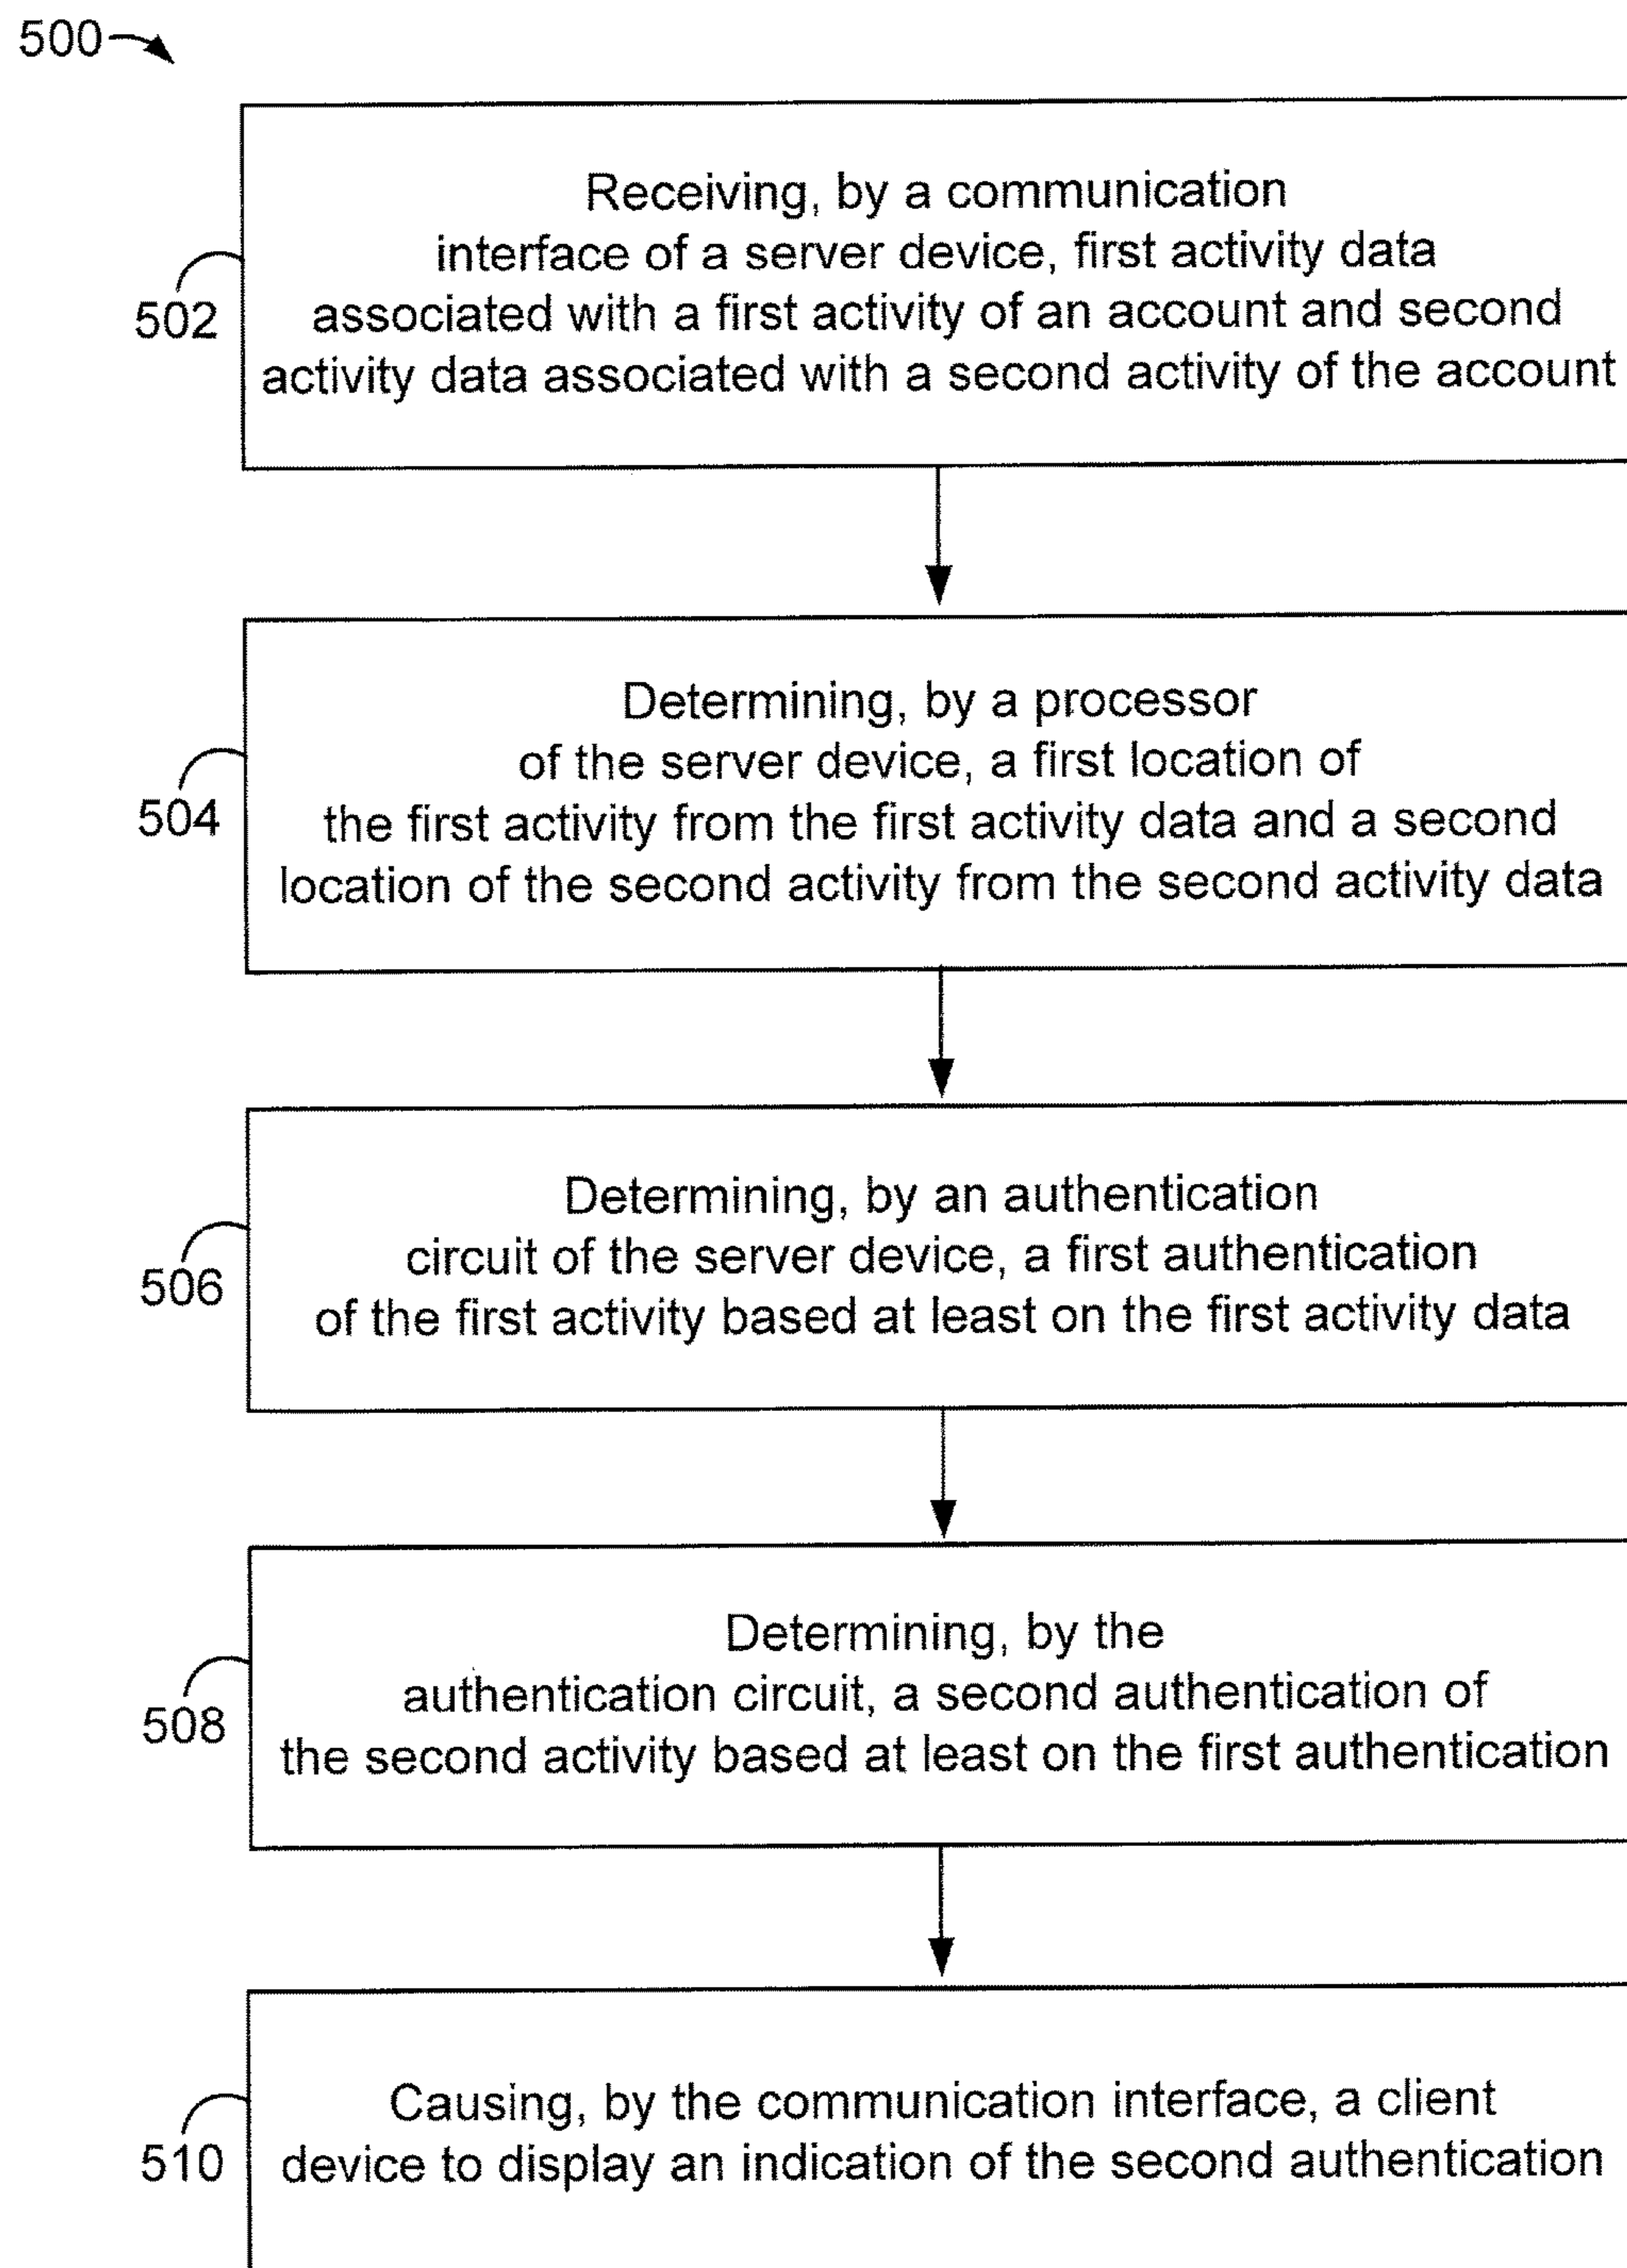 500
Receiving, by a communication
interface of a server device, first activity data
associated with a first activity of an account and second
activity data associated with a second activity of the account
502
Determining, by a processor
of the server device, a first location of
the first activity from the first activity data and a second
location of the second activity from the second activity data
504
Determining, by an authentication
circuit of the server device, a first authentication
of the first activity based at least on the first activity data
506
Determining, by the
authentication circuit, a second authentication of
the second activity based at least on the first authentication
508
Causing, by the communication interface, a client
device to display an indication of the second authentication
510